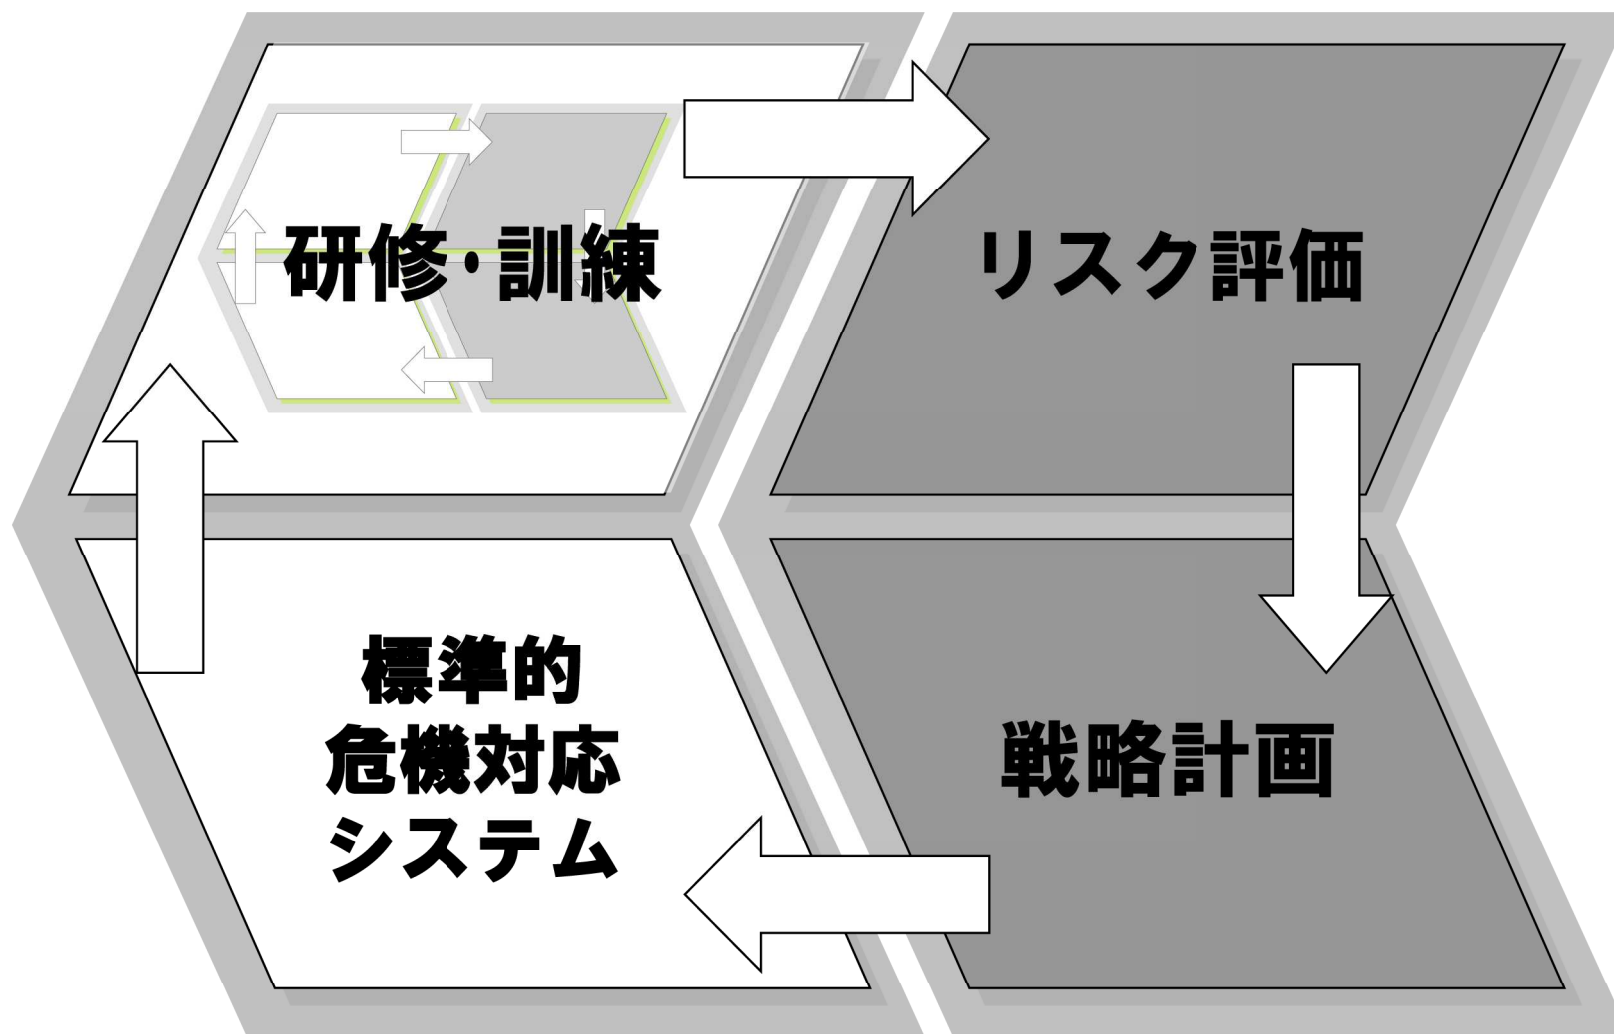 研修･訓練
リスク評価
標準的
危機対応
システム
戦略計画